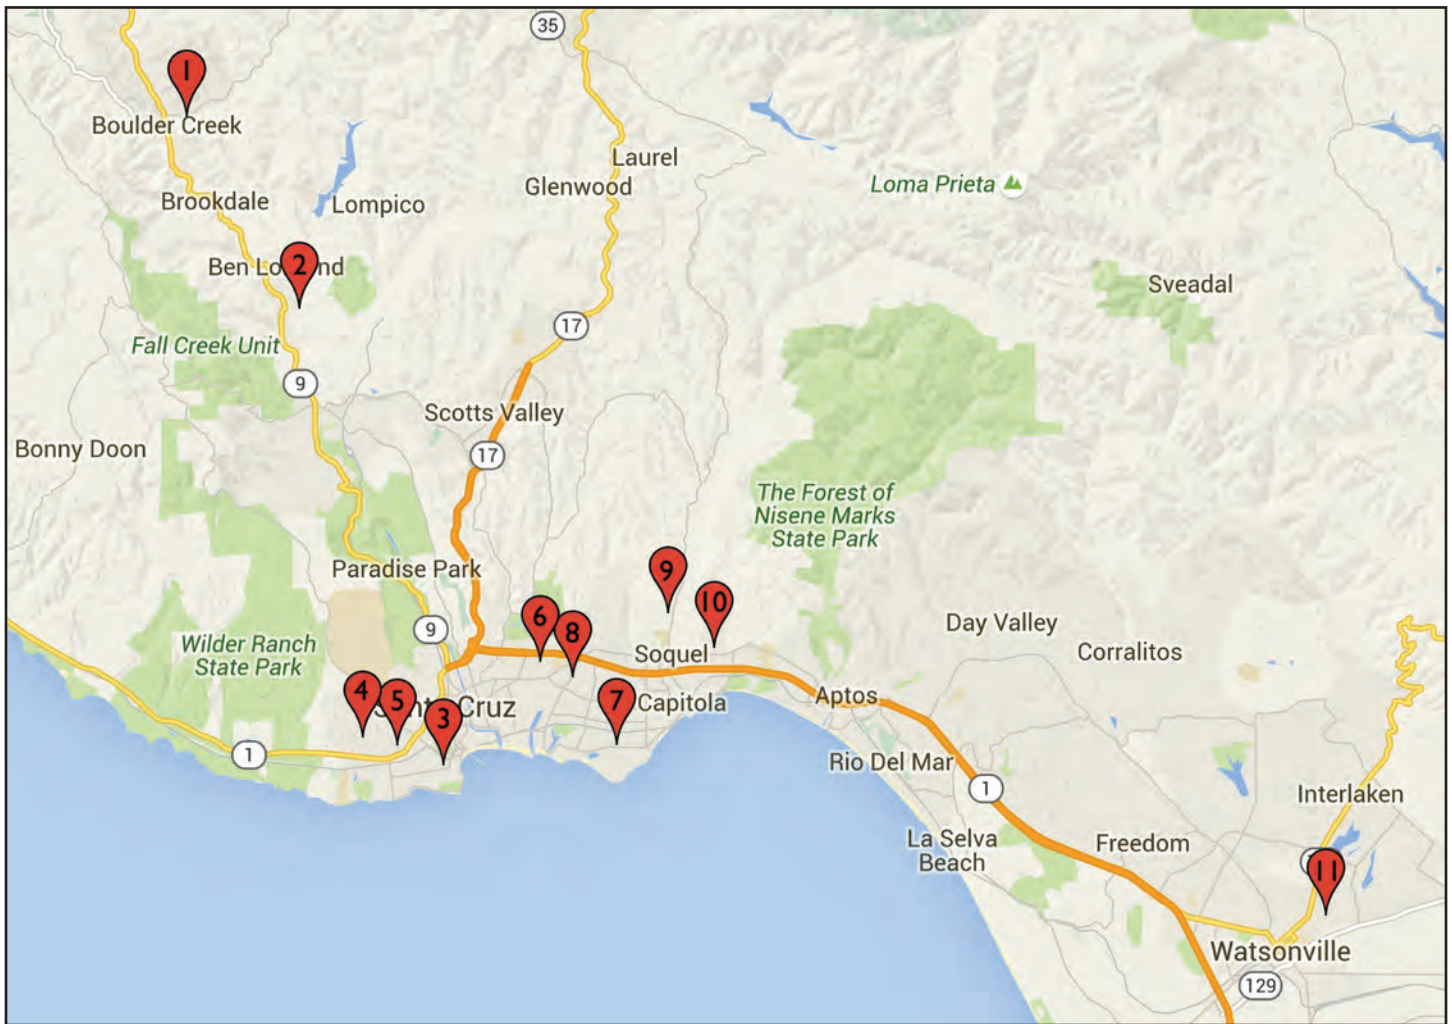 35
1
Boulder Creek
Laurel
Glenwood
Loma Prieta
Brookdale
Lompico
2
Ben Lo nd
Sveadal
17
Fall Creek Unit
9
Scotts Valley
17
Bonny Doon
The Forest of
Nisene Marks
State Park
Paradise Park
9
10
6
8
9
Day Valley
Wilder Ranch
State Park
Soquel
Corralitos
4
5
3
Cruz
7
Capitola
Aptos
1
Rio Del Mar
1
Interlaken
La Selva
Beach
Freedom
11
Watsonville
129